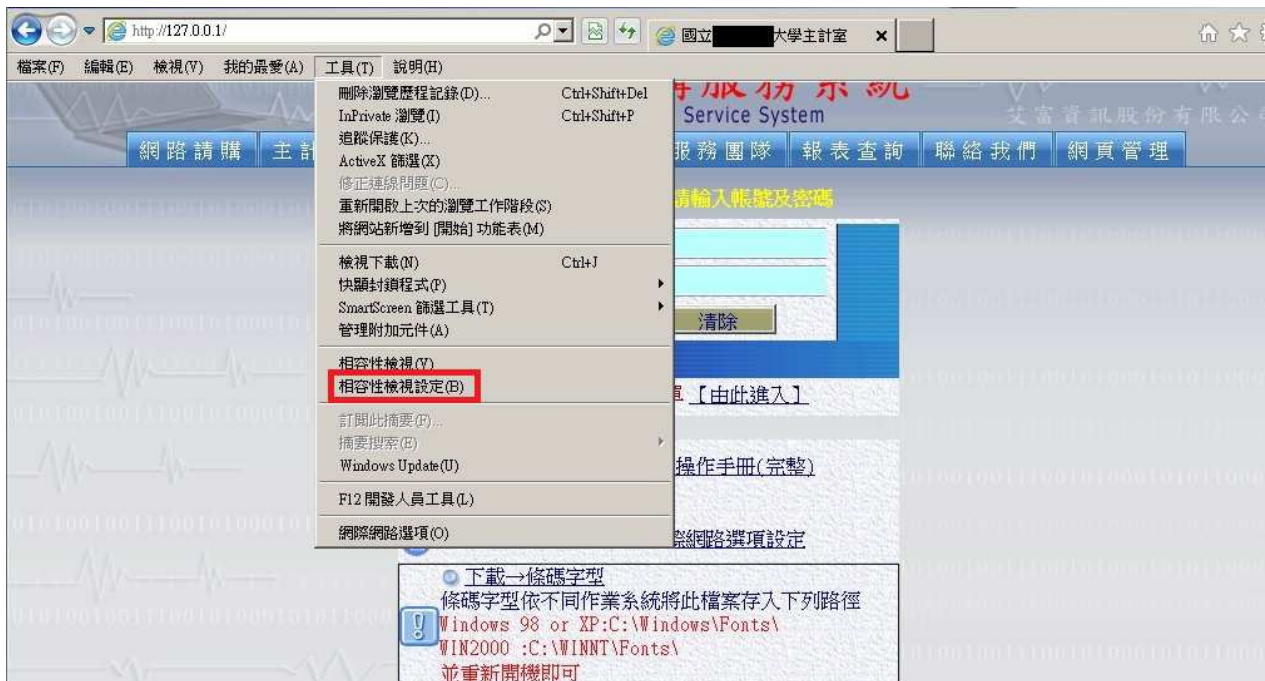 http://127.0.0.1/
國立 大學主計室
檔案(F) 編輯(E) 檢視(V) 我的最愛(A) 工具(T) 說明(H)
刪除瀏覽歷程記錄(D)... Ctrl+Shift+Del
InPrivate 瀏覽(I) Ctrl+Shift+P
追蹤保護(K)...
ActiveX 篩選(X)
修正連線問題(C)...
重新開啟上次的瀏覽工作階段(S)
將網站新增到 [開始] 功能表(M)
檢視下載(N) Ctrl+J
快顯封鎖程式(P)
SmartScreen 篩選工具(T)
管理附加元件(A)
相容性檢視(V)
相容性檢視設定(B)
訂閱此摘要(F)...
摘要搜索(E)
Windows Update(U)
F12 開發人員工具(L)
網際網路選項(O)
服務系統
Service System
艾富資訊股份有限公司
網路請購 主計
服務團隊 報表查詢 聯絡我們 網頁管理
請輸入帳號及密碼
清除
【由此進入】
操作手冊(完整)
際網路選項設定
下載→條碼字型
條碼字型依不同作業系統將此檔案存入下列路徑
Windows 98 or XP:C:\Windows\Fonts\
WIN2000 :C:\WINNT\Fonts\
並重新開機即可